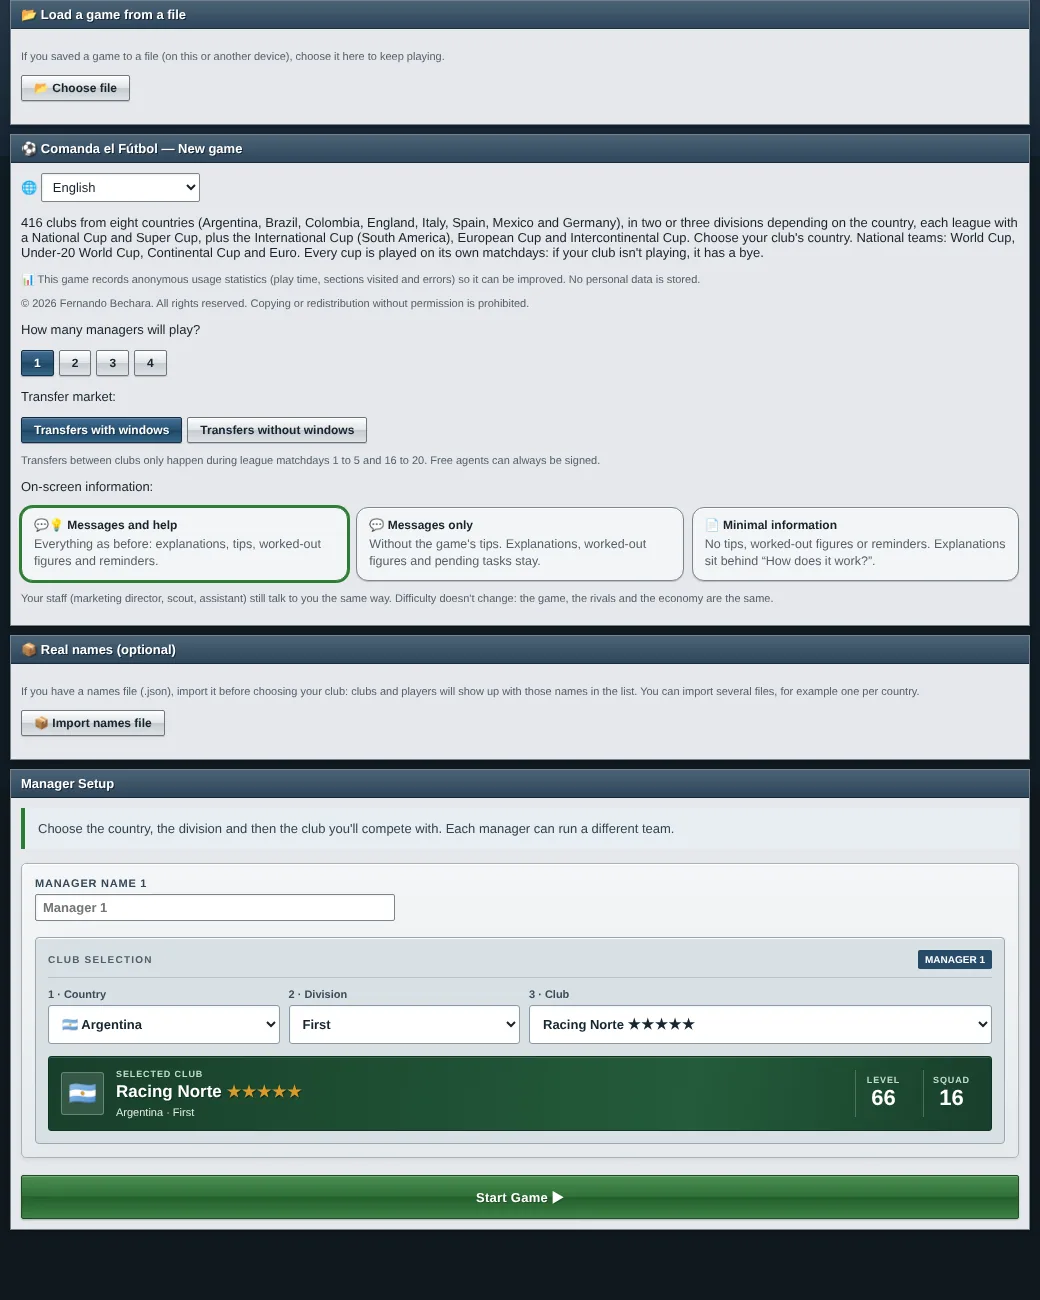 📂 Load a game from a file
If you saved a game to a file (on this or another device), choose it here to keep playing.
📂 Choose file
⚽ Comanda el Fútbol — New game
🌐 English
416 clubs from eight countries (Argentina, Brazil, Colombia, England, Italy, Spain, Mexico and Germany), in two or three divisions depending on the country, each league with
a National Cup and Super Cup, plus the International Cup (South America), European Cup and Intercontinental Cup. Choose your club's country. National teams: World Cup,
Under-20 World Cup, Continental Cup and Euro. Every cup is played on its own matchdays: if your club isn't playing, it has a bye.
📊 This game records anonymous usage statistics (play time, sections visited and errors) so it can be improved. No personal data is stored.
© 2026 Fernando Bechara. All rights reserved. Copying or redistribution without permission is prohibited.
How many managers will play?
1 2 3 4
Transfer market:
Transfers with windows Transfers without windows
Transfers between clubs only happen during league matchdays 1 to 5 and 16 to 20. Free agents can always be signed.
On-screen information:
💬💡 Messages and help
Everything as before: explanations, tips, worked-out
figures and reminders.
💬 Messages only
Without the game's tips. Explanations, worked-out
figures and pending tasks stay.
📄 Minimal information
No tips, worked-out figures or reminders. Explanations
sit behind “How does it work?”.
Your staff (marketing director, scout, assistant) still talk to you the same way. Difficulty doesn't change: the game, the rivals and the economy are the same.
📦 Real names (optional)
If you have a names file (.json), import it before choosing your club: clubs and players will show up with those names in the list. You can import several files, for example one per country.
📦 Import names file
Manager Setup
Choose the country, the division and then the club you'll compete with. Each manager can run a different team.
MANAGER NAME 1
Manager 1
CLUB SELECTION
MANAGER 1
1 · Country
2 · Division
3 · Club
🇦🇷 Argentina
First
Racing Norte ★★★★★
SELECTED CLUB
Racing Norte ★★★★★
Argentina · First
LEVEL
66
SQUAD
16
Start Game ▶